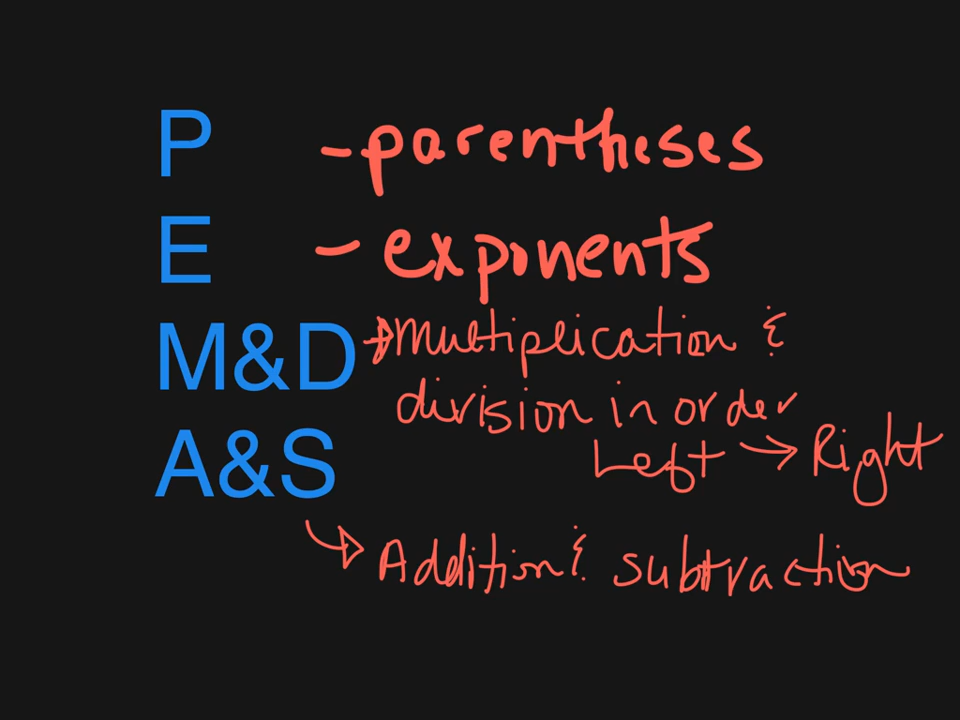 P - parentheses
E - exponents
M&D → Multiplication &
division in order
Left → Right
A&S
→ Addition & subtraction